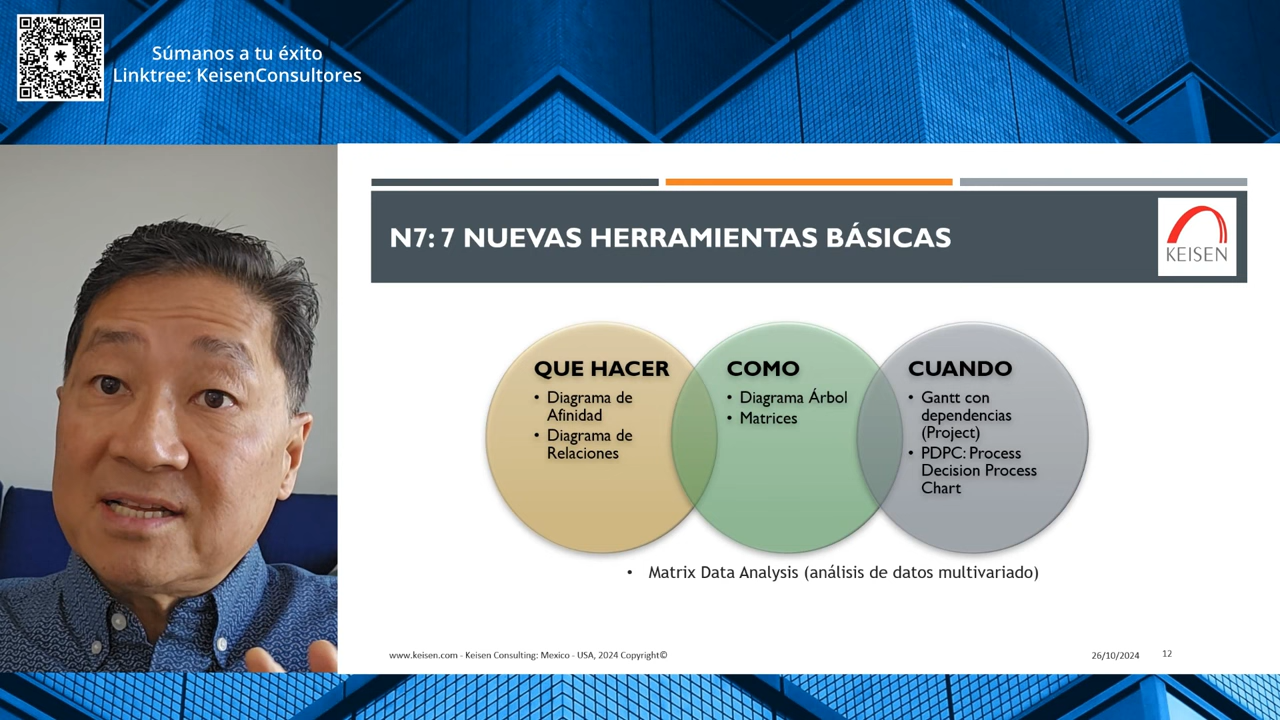 Súmanos a tu éxito
Linktree: KeisenConsultores
N7: 7 NUEVAS HERRAMIENTAS BÁSICAS
KEISEN
QUE HACER
• Diagrama de
Afinidad
• Diagrama de
Relaciones
COMO
• Diagrama Árbol
• Matrices
CUANDO
• Gantt con
dependencias
(Project)
• PDPC: Process
Decision Process
Chart
• Matrix Data Analysis (análisis de datos multivariado)
www.keisen.com - Keisen Consulting: Mexico - USA, 2024 Copyright©
26/10/2024
12